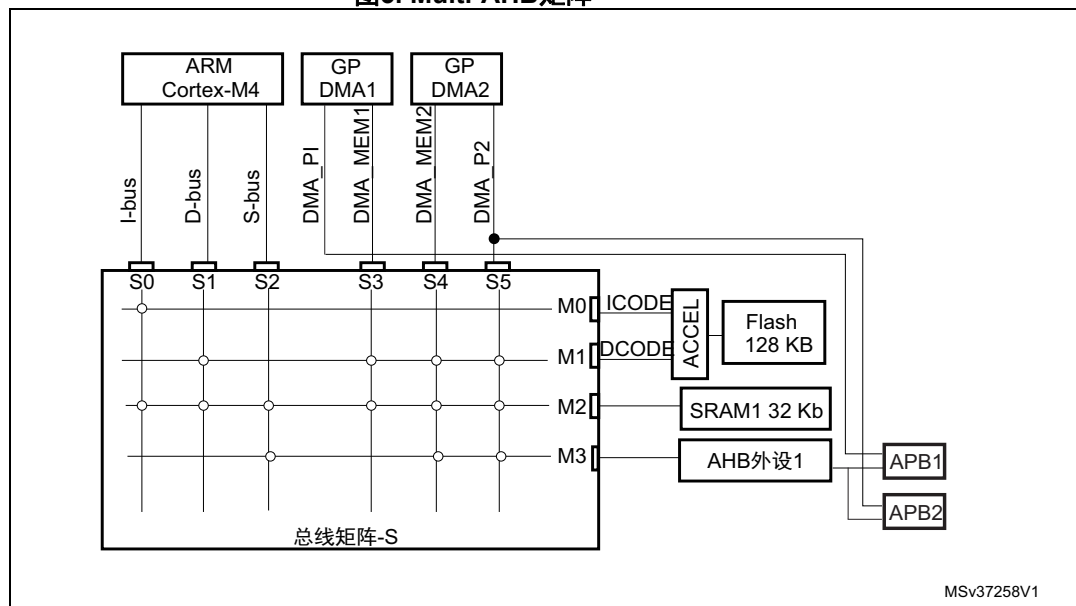 ARM
Cortex-M4
GP
DMA1
GP
DMA2
I-bus
D-bus
S-bus
DMA_PI
DMA_MEM1
DMA_MEM2
DMA_P2
S0 S1 S2 S3 S4 S5
M0 ICODE
M1 DCODE
ACCEL
Flash
128 KB
M2 SRAM1 32 Kb
M3 AHB外设1
APB1
APB2
总线矩阵-S
MSv37258V1